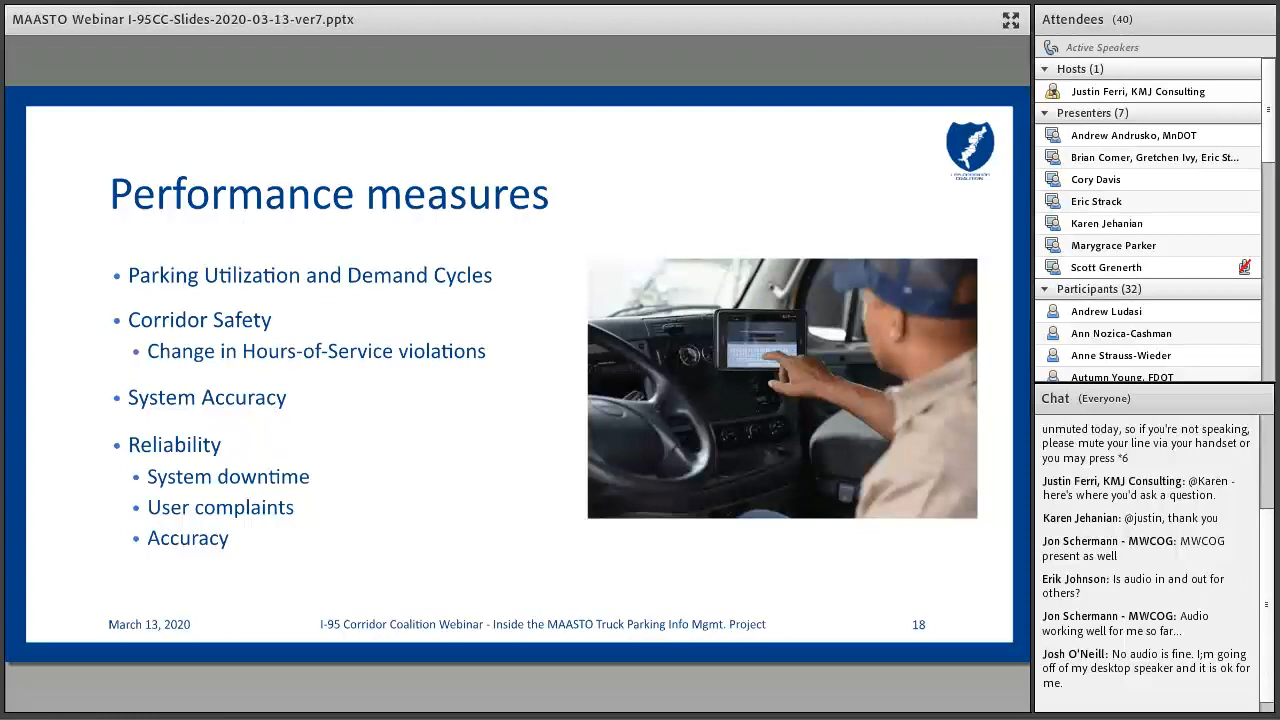 MAASTO Webinar I-95CC-Slides-2020-03-13-ver7.pptx
Performance measures
• Parking Utilization and Demand Cycles
• Corridor Safety
• Change in Hours-of-Service violations
• System Accuracy
• Reliability
• System downtime
• User complaints
• Accuracy
March 13, 2020
I-95 Corridor Coalition Webinar - Inside the MAASTO Truck Parking Info Mgmt. Project
18
Attendees (40)
Active Speakers
Hosts (1)
Justin Ferri, KMJ Consulting
Presenters (7)
Andrew Andrusko, MnDOT
Brian Comer, Gretchen Ivy, Eric St...
Cory Davis
Eric Strack
Karen Jehanian
Marygrace Parker
Scott Grenerth
Participants (32)
Andrew Ludasi
Ann Nozica-Cashman
Anne Strauss-Wieder
Autumn Young, FDOT
Chat (Everyone)
unmuted today, so if you're not speaking,
please mute your line via your handset or
you may press *6
Justin Ferri, KMJ Consulting: @Karen -
here's where you'd ask a question.
Karen Jehanian: @justin, thank you
Jon Schermann - MWCOG: MWCOG
present as well
Erik Johnson: Is audio in and out for
others?
Jon Schermann - MWCOG: Audio
working well for me so far...
Josh O'Neill: No audio is fine. I;m going
off of my desktop speaker and it is ok for
me.